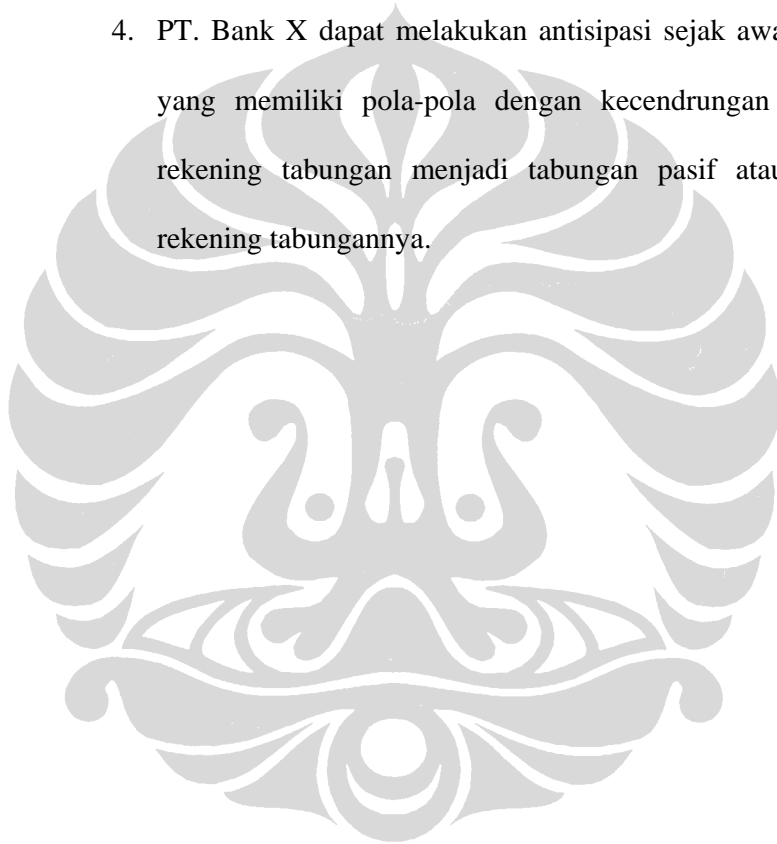 4. PT. Bank X dapat melakukan antisipasi sejak awa
yang memiliki pola-pola dengan kecendrungan
rekening tabungan menjadi tabungan pasif atau
rekening tabungannya.